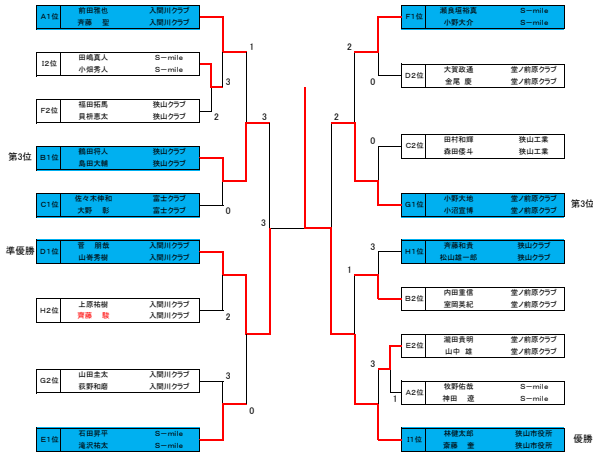 A1位 前田雅也 入間川クラブ
齊藤 聖 入間川クラブ
I2位 田嶋真人 S－mile
小畑秀人 S－mile
F2位 福田拓馬 狭山クラブ
貝柄恵太 狭山クラブ
第3位 B1位 鶴田将人 狭山クラブ
島田大輔 狭山クラブ
C1位 佐々木伸和 富士クラブ
大野 彰 富士クラブ
準優勝 D1位 菅 朋哉 入間川クラブ
山嵜秀樹 入間川クラブ
H2位 上原祐樹 入間川クラブ
齊藤 駿 入間川クラブ
G2位 山田圭太 入間川クラブ
荻野和磨 入間川クラブ
E1位 石田昇平 S－mile
滝沢祐太 S－mile
1
3
2
3
0
3
2
3
0
2
0
2
0
3
1
3
1
F1位 瀬良垣裕真 S－mile
小野大介 S－mile
D2位 大賀政通 堂ノ前原クラブ
金尾 慶 堂ノ前原クラブ
C2位 田村和輝 狭山工業
森田倭斗 狭山工業
G1位 小野大地 堂ノ前原クラブ 第3位
小沼宣博 堂ノ前原クラブ
H1位 斉藤和貴 狭山クラブ
松山雄一郎 狭山クラブ
B2位 内田重信 堂ノ前原クラブ
室岡英紀 堂ノ前原クラブ
E2位 瀧田貴明 堂ノ前原クラブ
山中 雄 堂ノ前原クラブ
A2位 牧野佑哉 S－mile
神田 遼 S－mile
I1位 林健太郎 狭山市役所 優勝
斎藤 狭山市役所